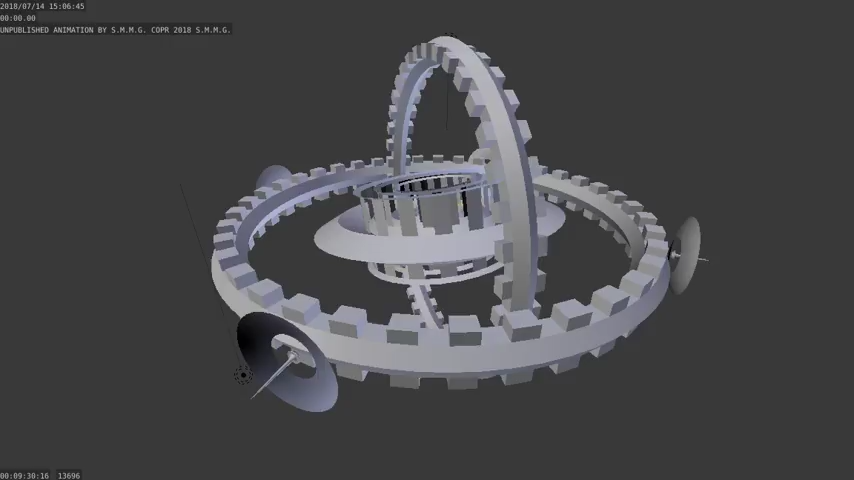 2018/07/14 15:06:45
00:00.00
UNPUBLISHED ANIMATION BY S.M.M.G. COPR 2018 S.M.M.G.
00:09:30:16 13696